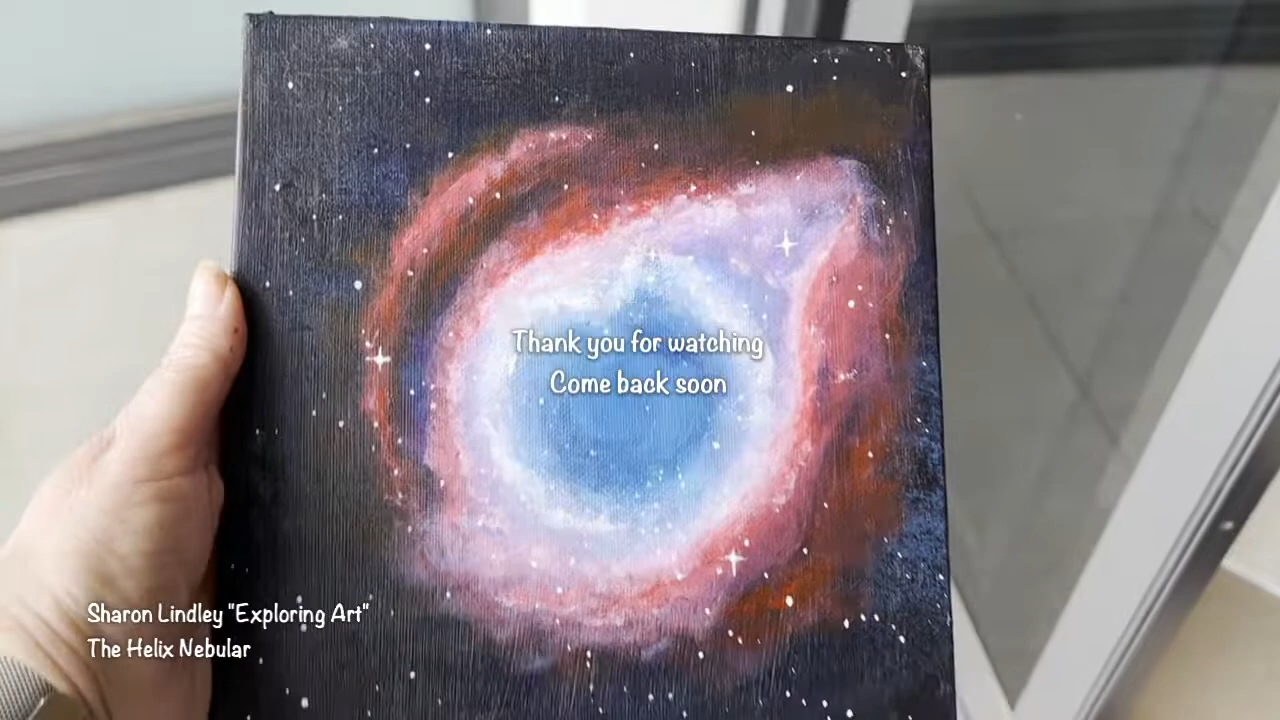 Thank you for watching
Come back soon
Sharon Lindley "Exploring Art"
The Helix Nebular